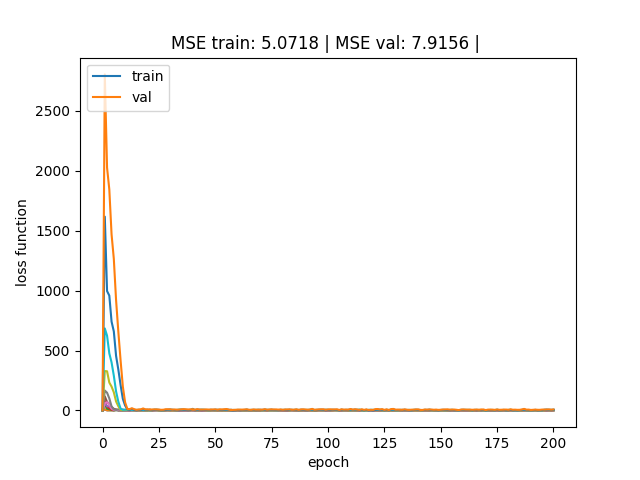 MSE train: 5.0718 | MSE val: 7.9156 |
train
val
2500
2000
1500
1000
500
0
loss function
0 25 50 75 100 125 150 175 200
epoch